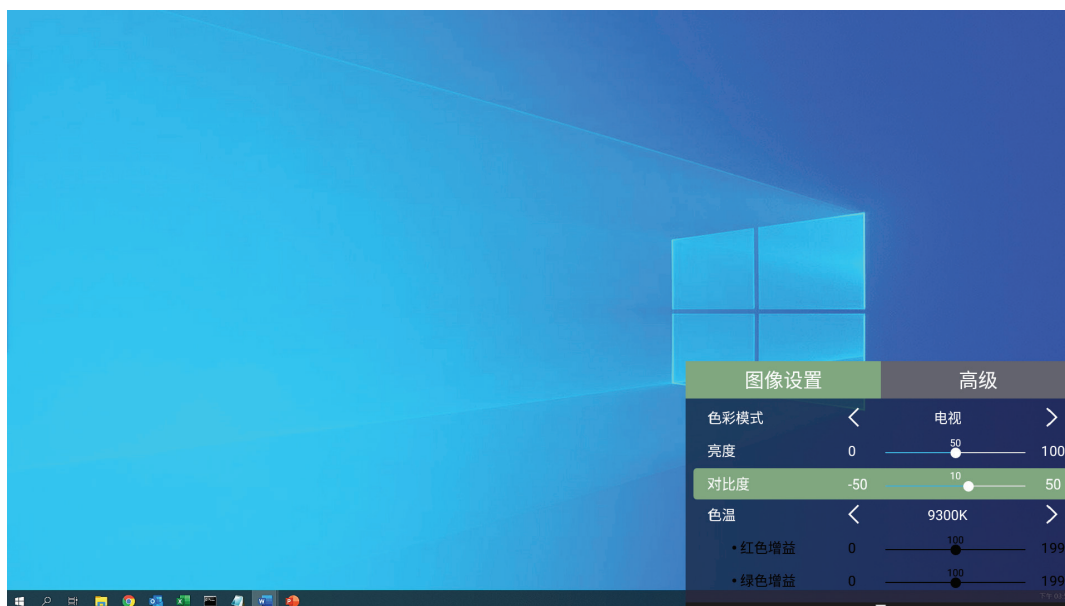 图像设置 高级
色彩模式 电视
亮度 0 50 100
对比度 -50 10 50
色温 9300K
• 红色增益 0 100 199
• 绿色增益 0 100 199